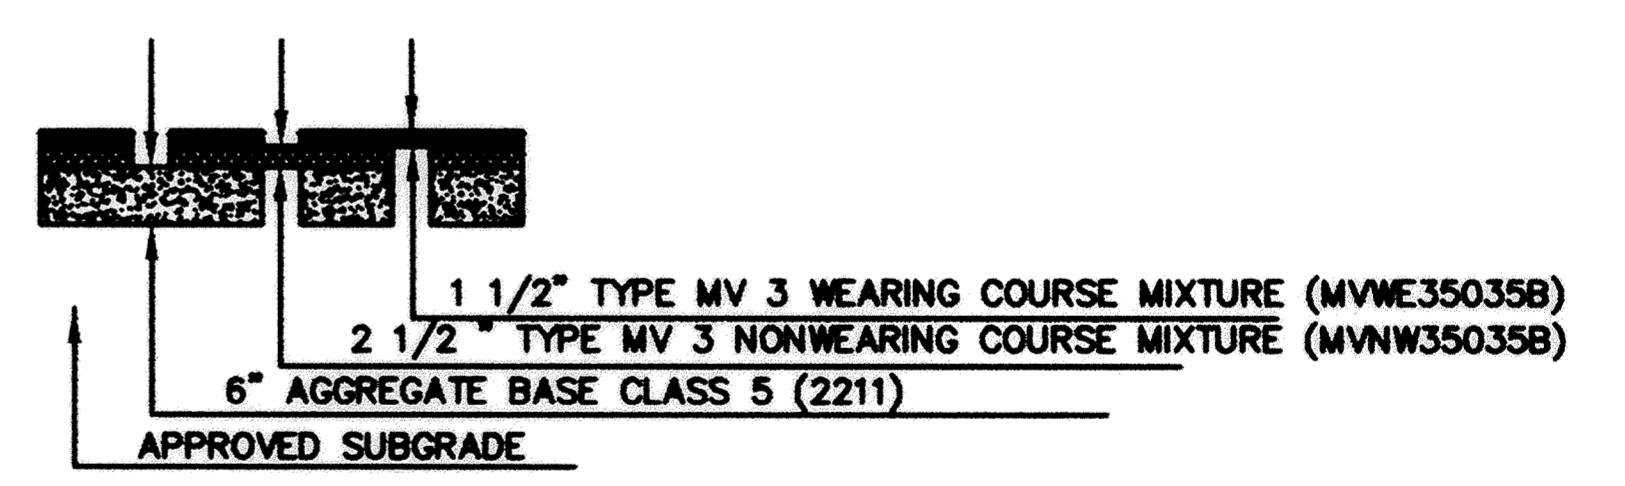 1 1/2" TYPE MV 3 WEARING COURSE MIXTURE (MVWE35035B)
2 1/2 " TYPE MV 3 NONWEARING COURSE MIXTURE (MVNW35035B)
6" AGGREGATE BASE CLASS 5 (2211)
APPROVED SUBGRADE